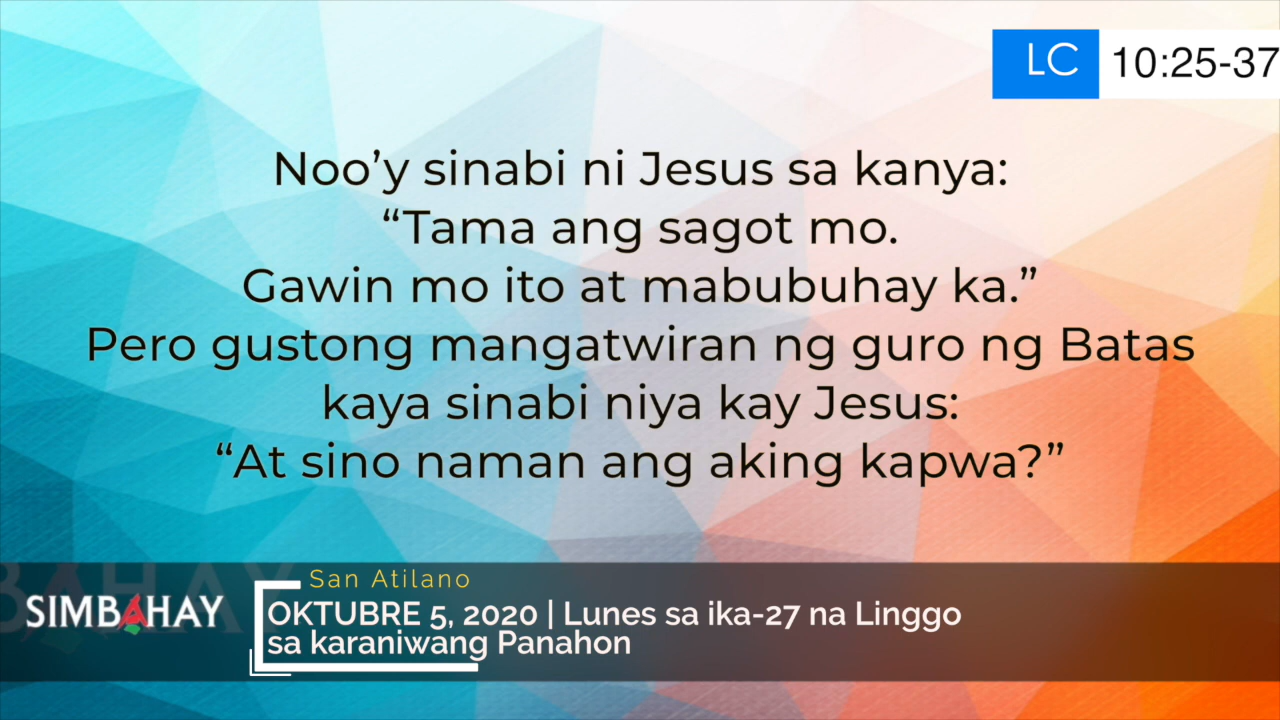 LC 10:25-37
Noo’y sinabi ni Jesus sa kanya:
“Tama ang sagot mo.
Gawin mo ito at mabubuhay ka.”
Pero gustong mangatwiran ng guro ng Batas
kaya sinabi niya kay Jesus:
“At sino naman ang aking kapwa?”
San Atilano
SIMBAHAY
OKTUBRE 5, 2020 | Lunes sa ika-27 na Linggo
sa karaniwang Panahon